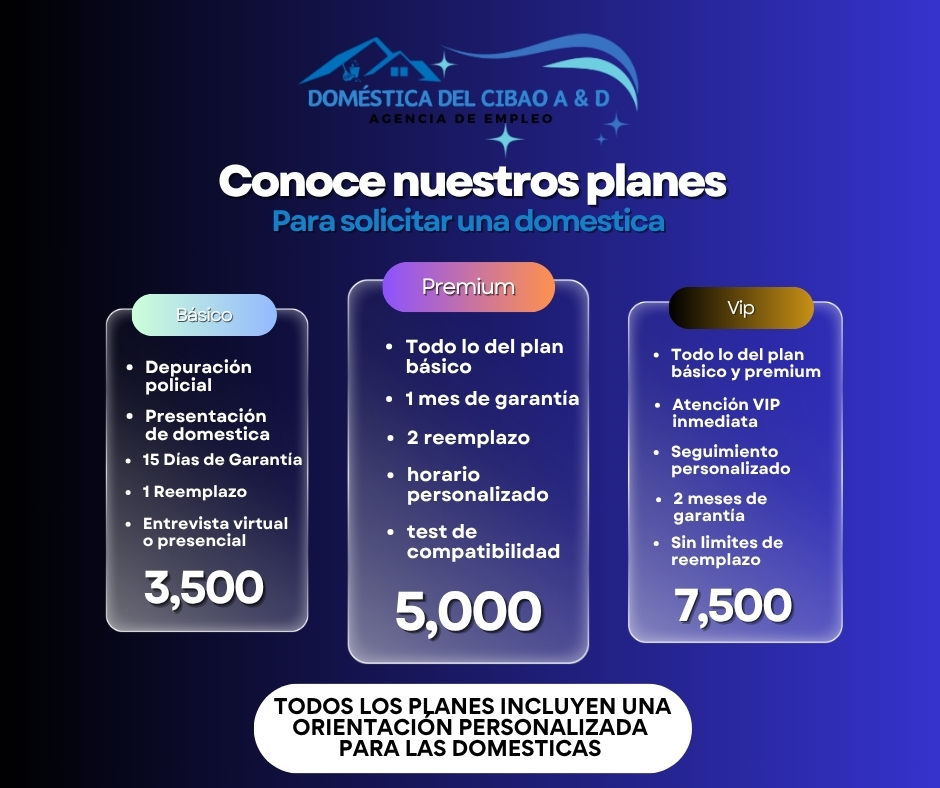 DOMÉSTICA DEL CIBAO A & D
AGENCIA DE EMPLEO
Conoce nuestros planes
Para solicitar una domestica
Básico
• Depuración
policial
• Presentación
de domestica
• 15 Días de Garantía
• 1 Reemplazo
• Entrevista virtual
o presencial
3,500
Premium
• Todo lo del plan
básico
• 1 mes de garantía
• 2 reemplazo
• horario
personalizado
• test de
compatibilidad
5,000
Vip
• Todo lo del plan
básico y premium
• Atención VIP
inmediata
• Seguimiento
personalizado
• 2 meses de
garantía
• Sin limites de
reemplazo
7,500
TODOS LOS PLANES INCLUYEN UNA
ORIENTACIÓN PERSONALIZADA
PARA LAS DOMESTICAS